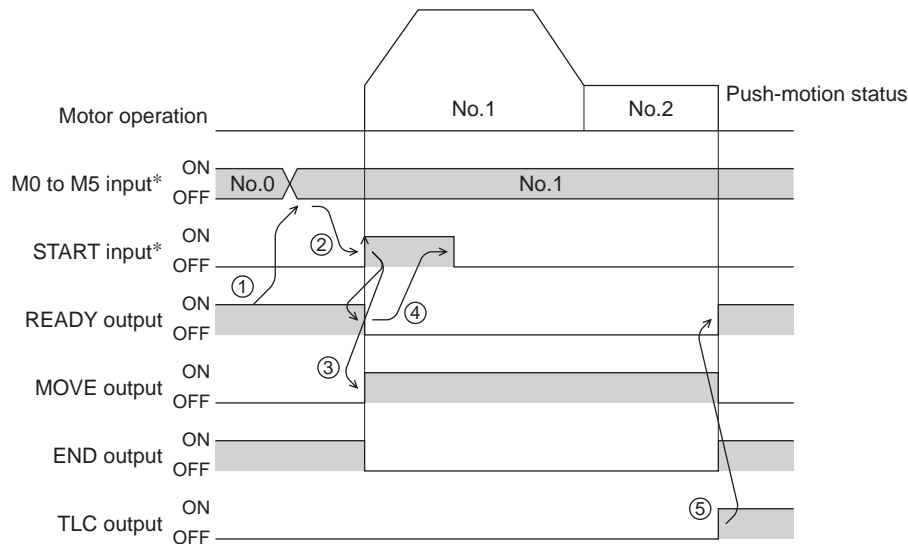 Motor operation
No.1
No.2
Push-motion status
M0 to M5 input*
ON
OFF
No.0
No.1
START input*
ON
OFF
②
①
④
READY output
ON
OFF
③
MOVE output
ON
OFF
END output
ON
OFF
⑤
TLC output
ON
OFF